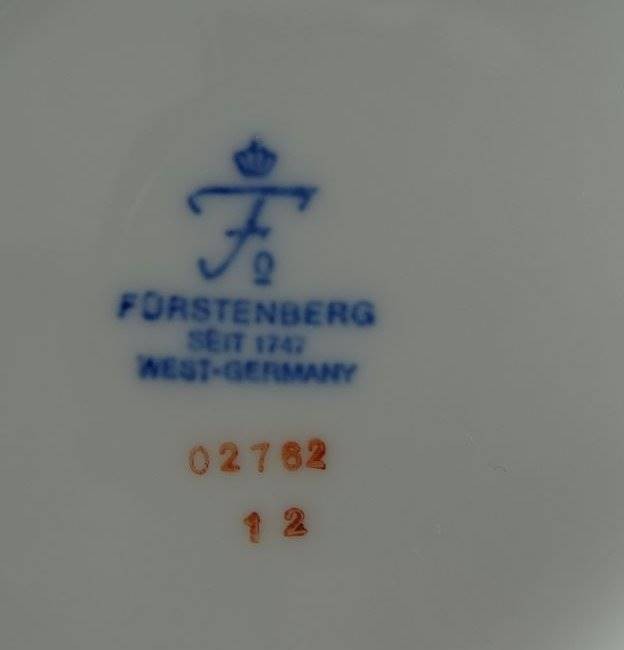 F
O
FÜRSTENBERG
SEIT 1747
WEST-GERMANY
02762
12